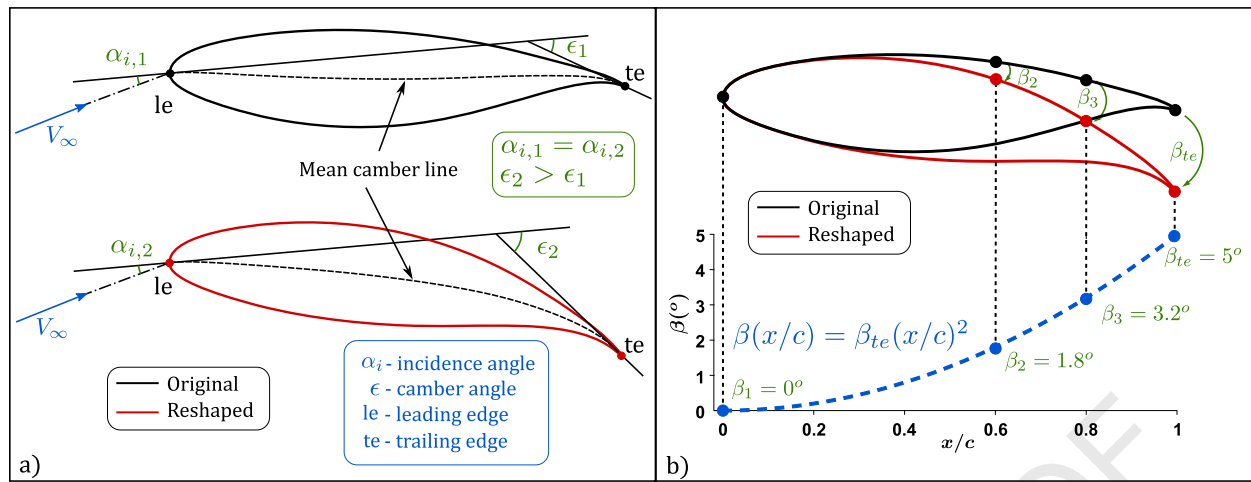 α_{i,1}
ϵ_1
le
te
V_∞
Mean camber line
α_{i,1} = α_{i,2}
ϵ_2 > ϵ_1
α_{i,2}
ϵ_2
le
te
V_∞
Original
Reshaped
α_i - incidence angle
ϵ - camber angle
le - leading edge
te - trailing edge
a)
β_2
β_3
β_{te}
Original
Reshaped
β(°)
5
4
3
2
1
0
β(x/c) = β_{te}(x/c)^2
β_1 = 0°
β_2 = 1.8°
β_3 = 3.2°
β_{te} = 5°
0 0.2 0.4 0.6 0.8 1
x/c
b)
OF